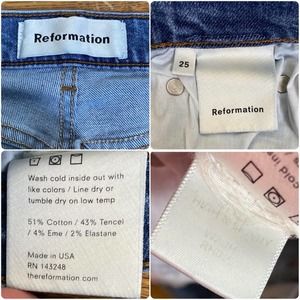 Reformation
25
Reformation
Wash cold inside out with
like colors / Line dry or
tumble dry on low temp
51% Cotton / 43% Tencel
/ 4% Eme / 2% Elastane
Made in USA
RN 143248
thereformation.com